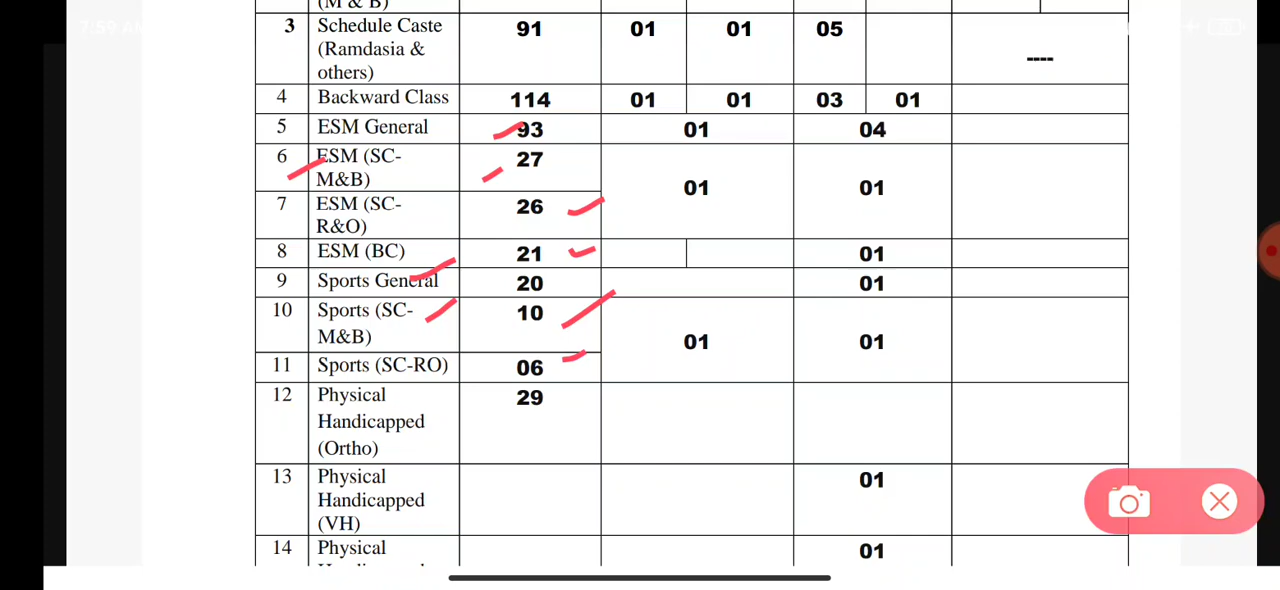 (M & B)
7:59 AM
3 Schedule Caste 91 01 01 05
(Ramdasia &
others)
----
4 Backward Class 114 01 01 03 01
5 ESM General 93 01 04
6 ESM (SC- 27
M&B)
01 01
7 ESM (SC- 26
R&O)
8 ESM (BC) 21 01
9 Sports General 20 01
10 Sports (SC- 10
M&B)
01 01
11 Sports (SC-RO) 06
12 Physical 29
Handicapped
(Ortho)
13 Physical 01
Handicapped
(VH)
14 Physical 01